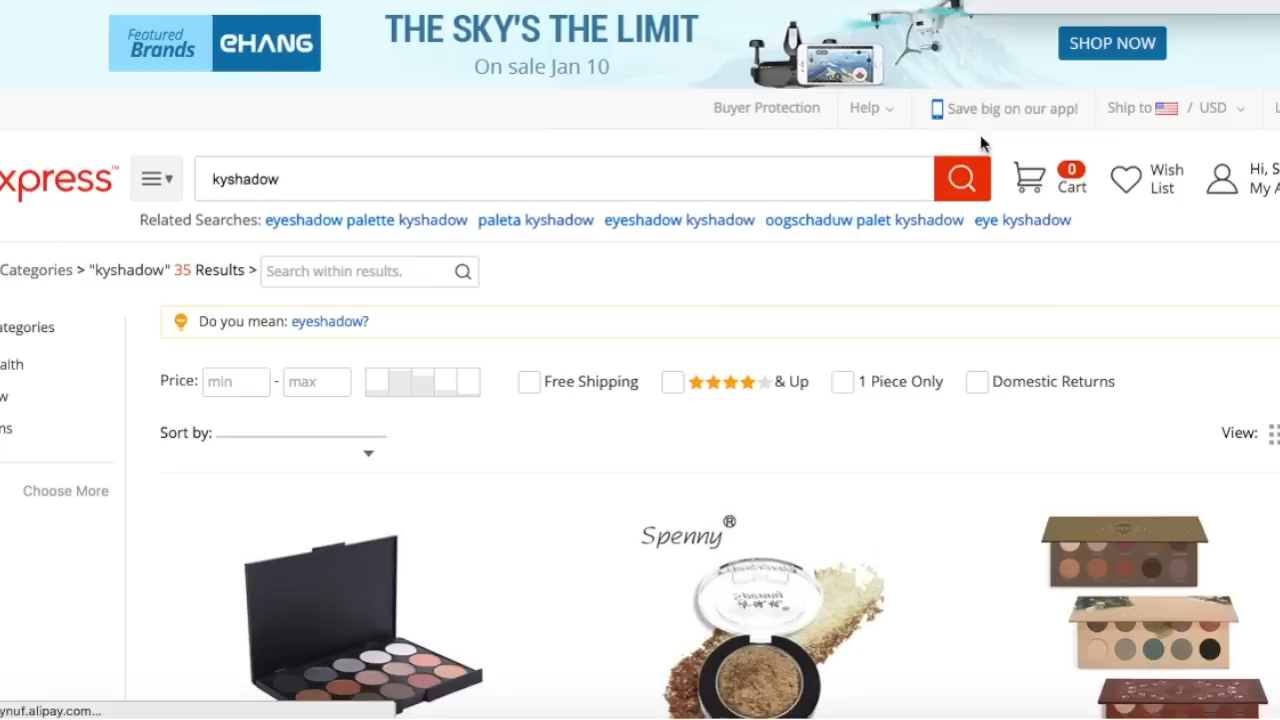 Featured
Brands
EHANG
THE SKY'S THE LIMIT
On sale Jan 10
SHOP NOW
Buyer Protection
Help
Save big on our app!
Ship to / USD
xpress™
kyshadow
0
Cart
Wish
List
Hi, S
My A
Related Searches: eyeshadow palette kyshadow paleta kyshadow eyeshadow kyshadow oogschaduw palet kyshadow eye kyshadow
Categories > "kyshadow" 35 Results >
Search within results.
ategories
Do you mean: eyeshadow?
alth
w
ns
Price: min - max
Free Shipping
& Up
1 Piece Only
Domestic Returns
Sort by:
View:
Choose More
Spenny®
ynuf.alipay.com...